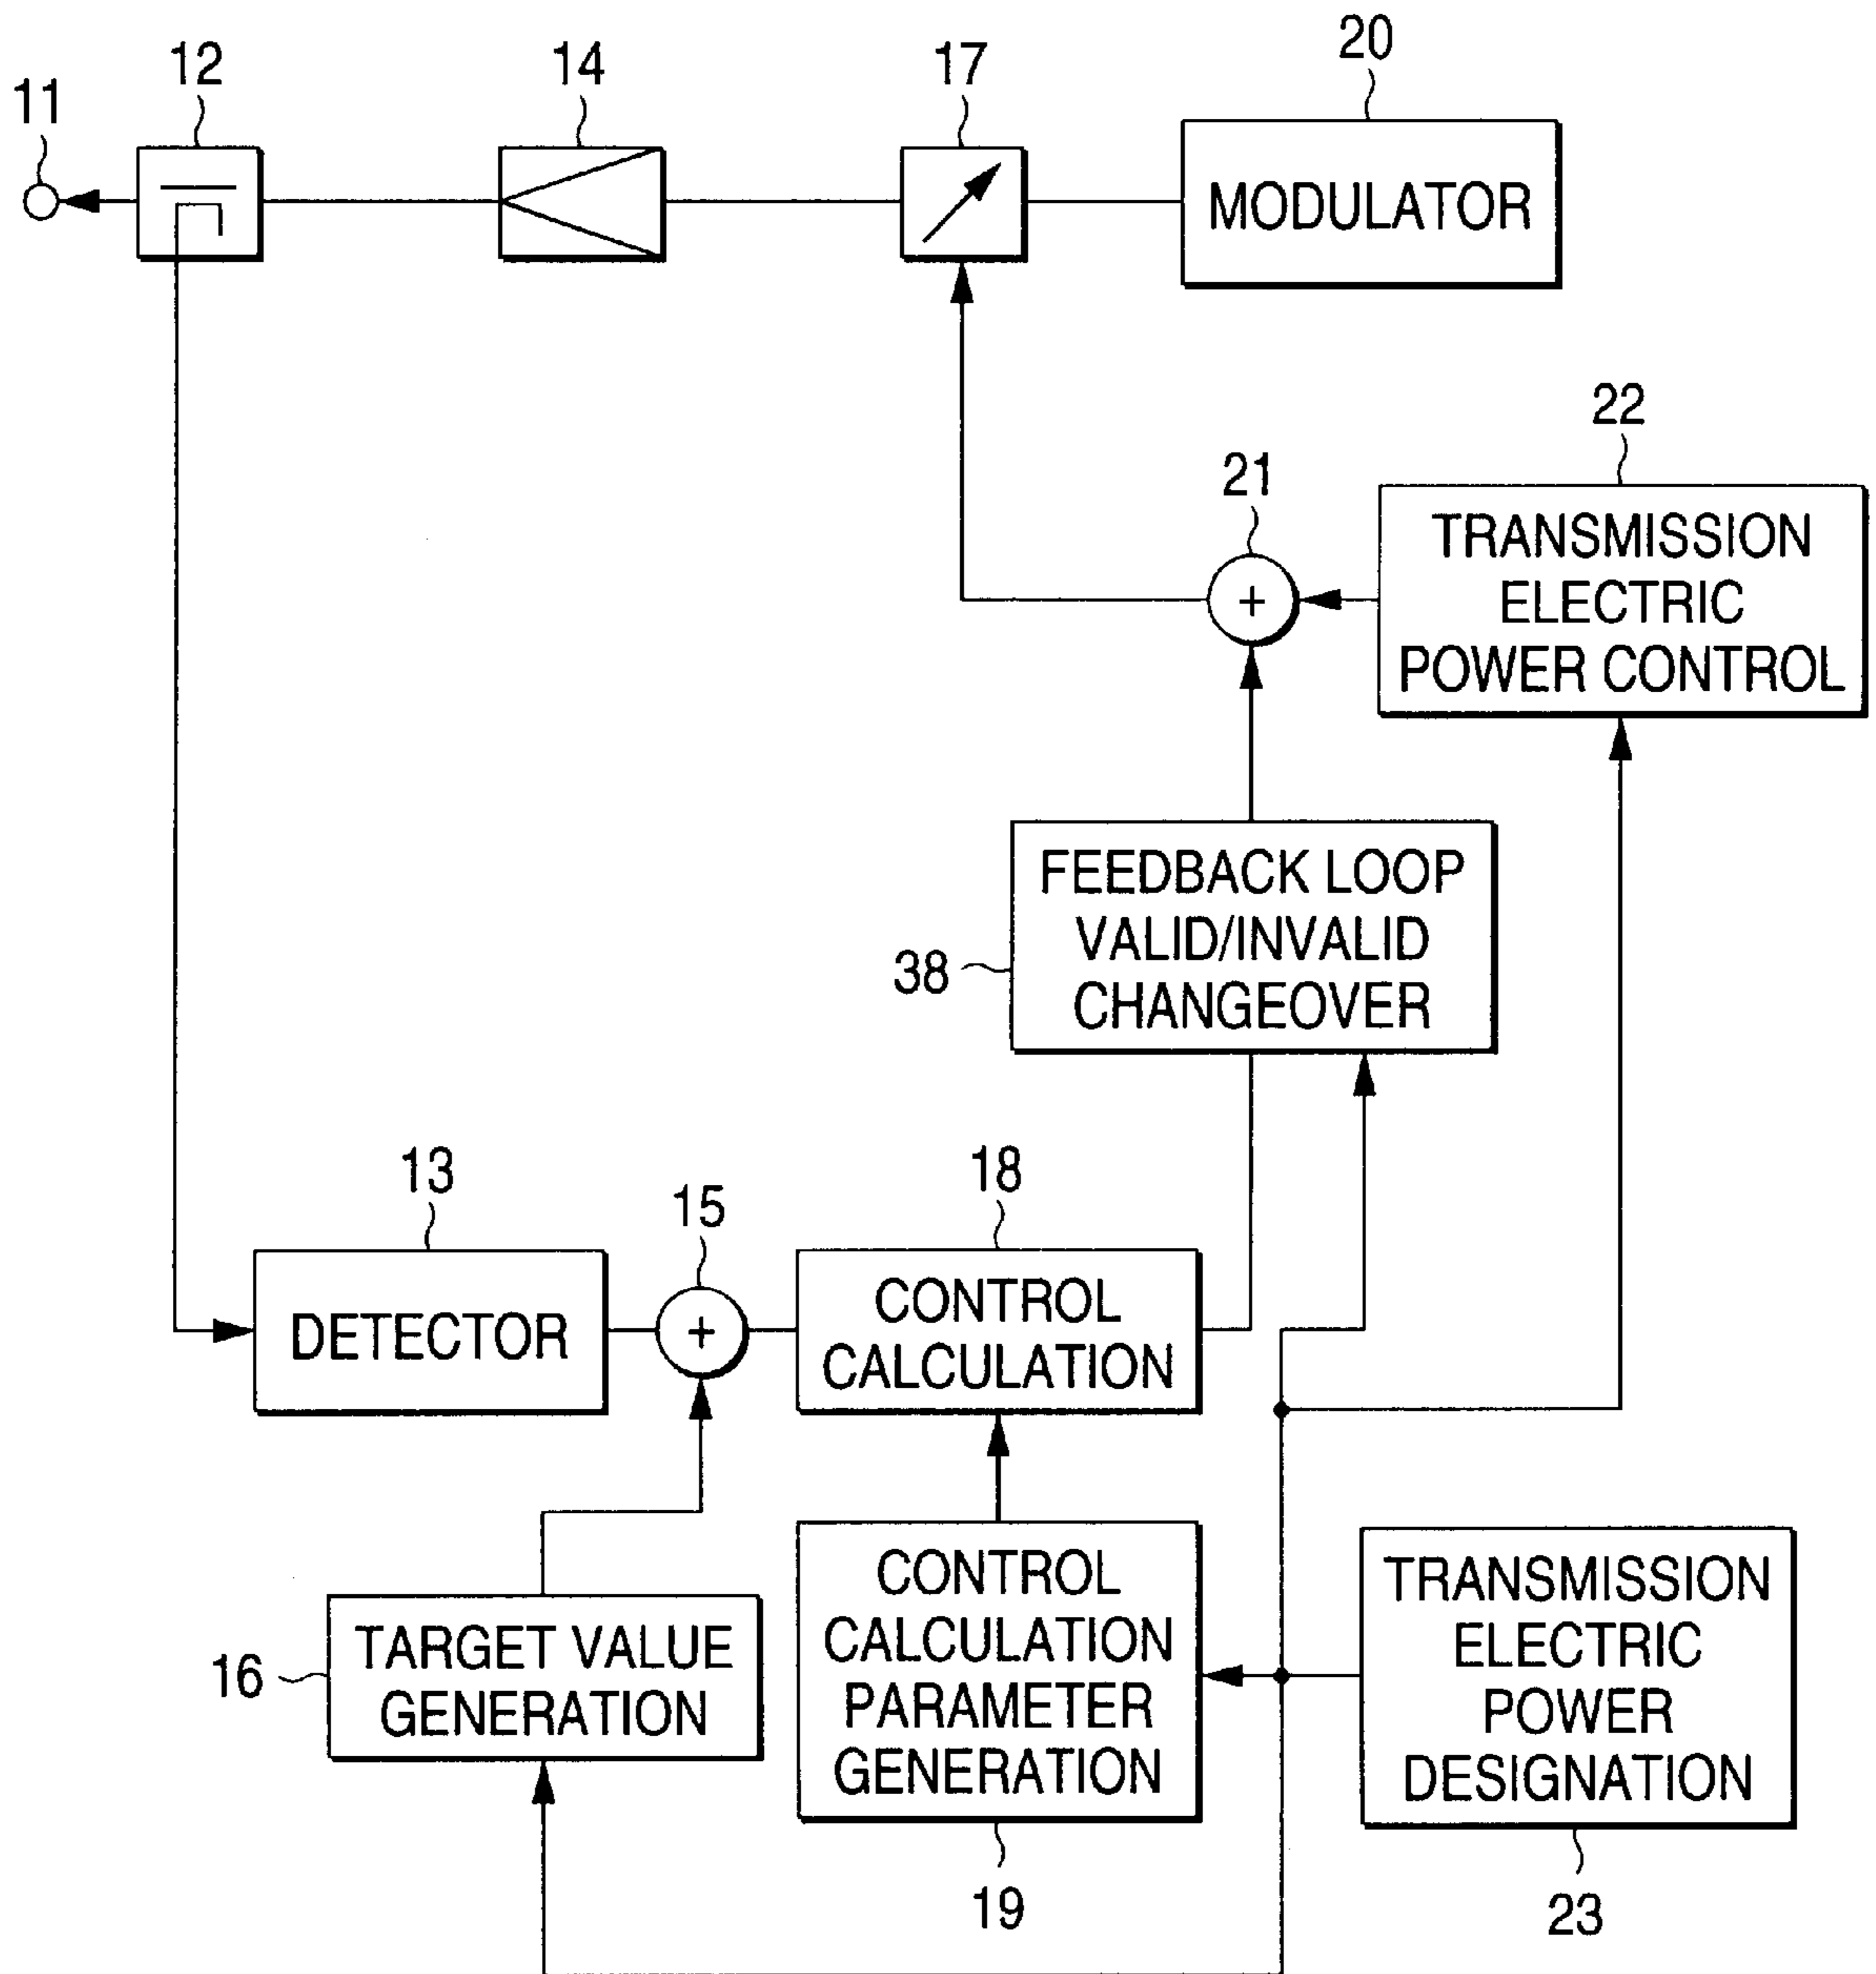 11
12
14
17
20
MODULATOR
22
21
+
TRANSMISSION
ELECTRIC
POWER CONTROL
38
FEEDBACK LOOP
VALID/INVALID
CHANGEOVER
13
15
18
DETECTOR
+
CONTROL
CALCULATION
16
TARGET VALUE
GENERATION
CONTROL
CALCULATION
PARAMETER
GENERATION
19
TRANSMISSION
ELECTRIC
POWER
DESIGNATION
23